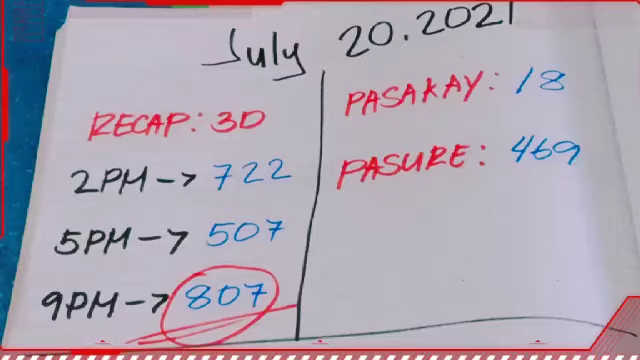 July 20.2021
RECAP: 3D
2PM-> 722
5PM-> 507
9PM-> 807
PASAKAY: 18
PASURE: 469